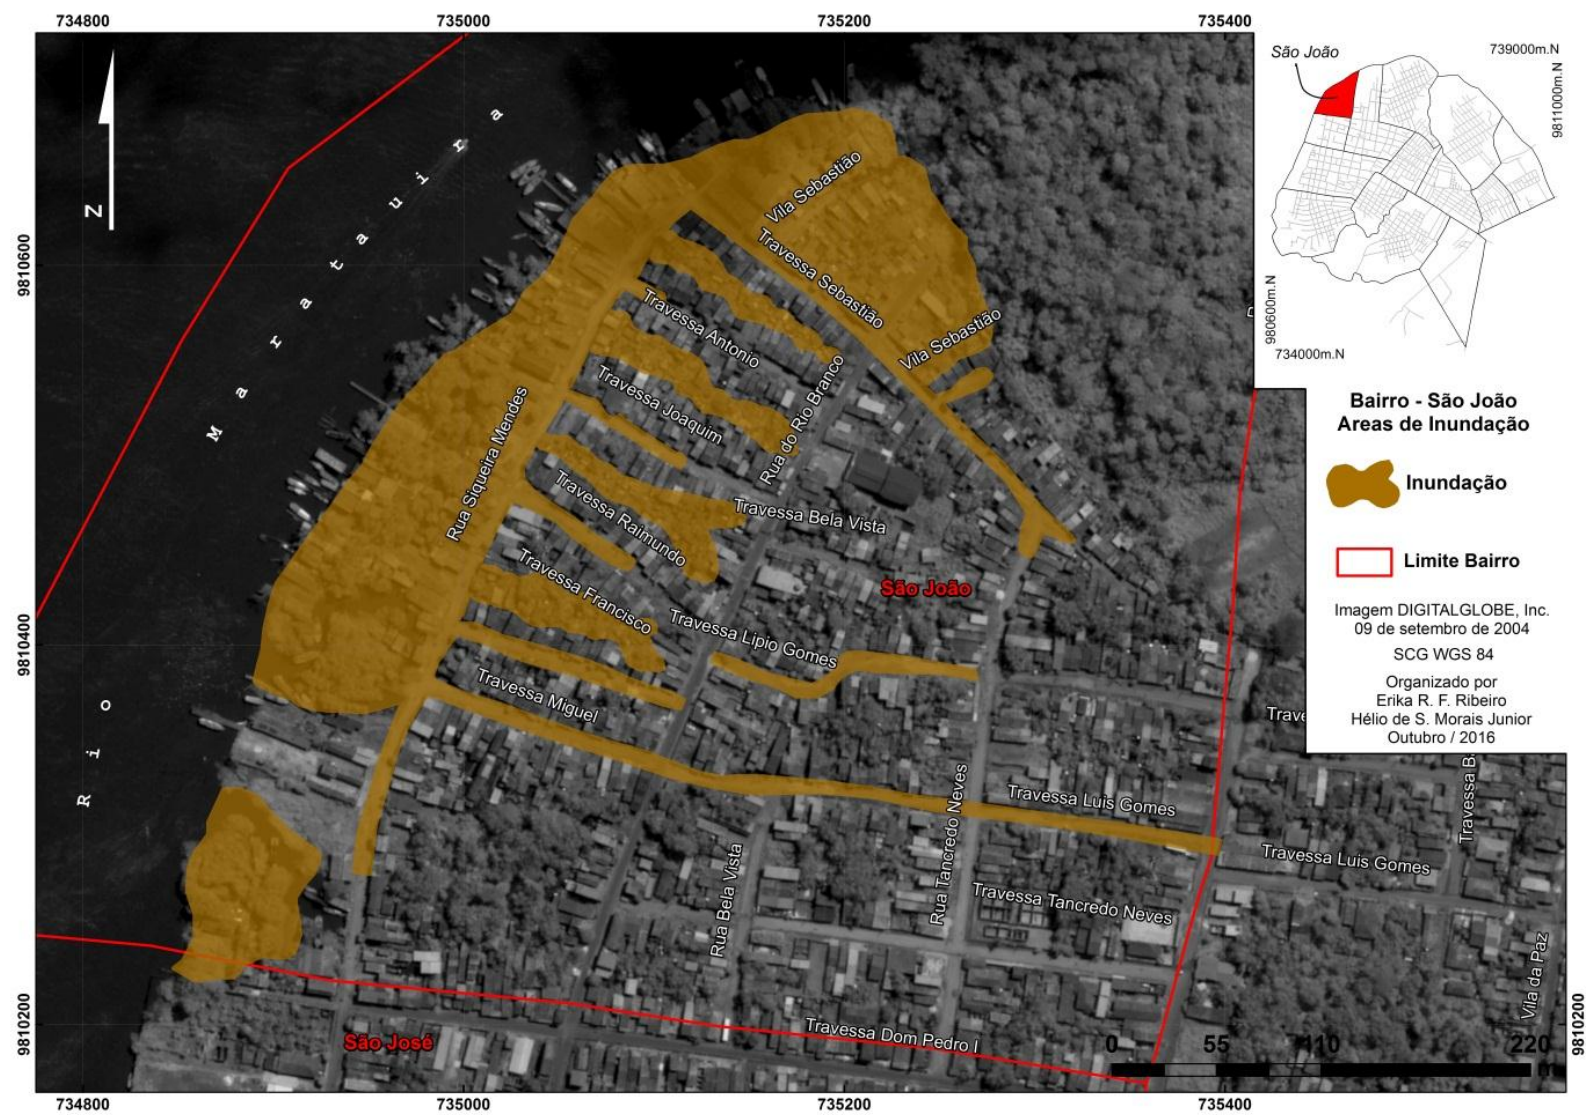 734800 735000 735200 735400
São João
739000m.N
9811000m.N
980600m.N
734000m.N
9810600
9810400
9810200
9810200
N
Rio Maratauira
Vila Sebastião
Travessa Sebastião
Vila Sebastião
Travessa Antonio
Rua do Rio Branco
Travessa Joaquim
Rua Siqueira Mendes
Travessa Bela Vista
Travessa Raimundo
Travessa Francisco
São João
Travessa Lipio Gomes
Travessa Miguel
Trave
Travessa B
Travessa Luis Gomes
Travessa Luis Gomes
Rua Tancredo Neves
Rua Bela Vista
Travessa Tancredo Neves
Vila da Paz
Travessa Dom Pedro I
São José
Bairro - São João
Areas de Inundação
Inundação
Limite Bairro
Imagem DIGITALGLOBE, Inc.
09 de setembro de 2004
SCG WGS 84
Organizado por
Erika R. F. Ribeiro
Hélio de S. Morais Junior
Outubro / 2016
0 55 110 220
m
734800 735000 735200 735400